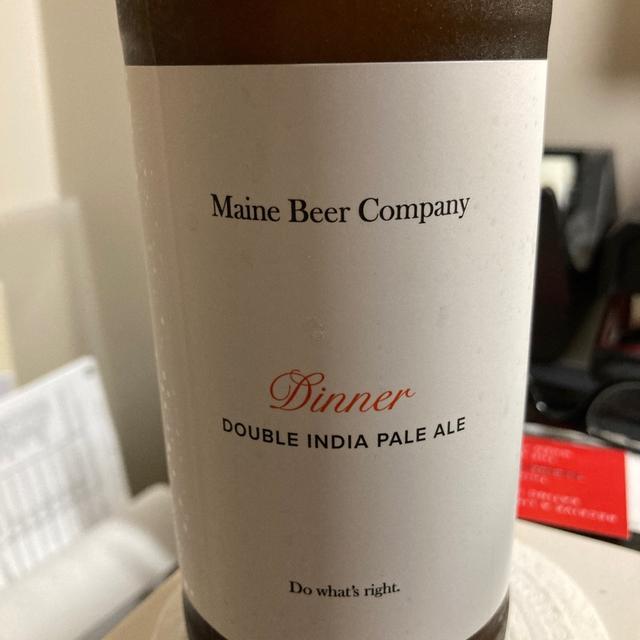 Maine Beer Company
Dinner
DOUBLE INDIA PALE ALE
Do what's right.